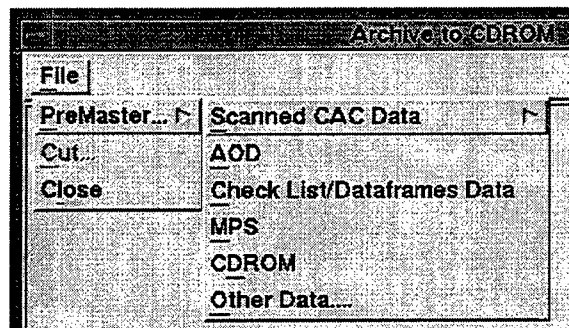 Archive to CDROM
File
PreMaster...
Cut...
Close
Scanned CAC Data
AOD
Check List/Dataframes Data
MPS
CDROM
Other Data....